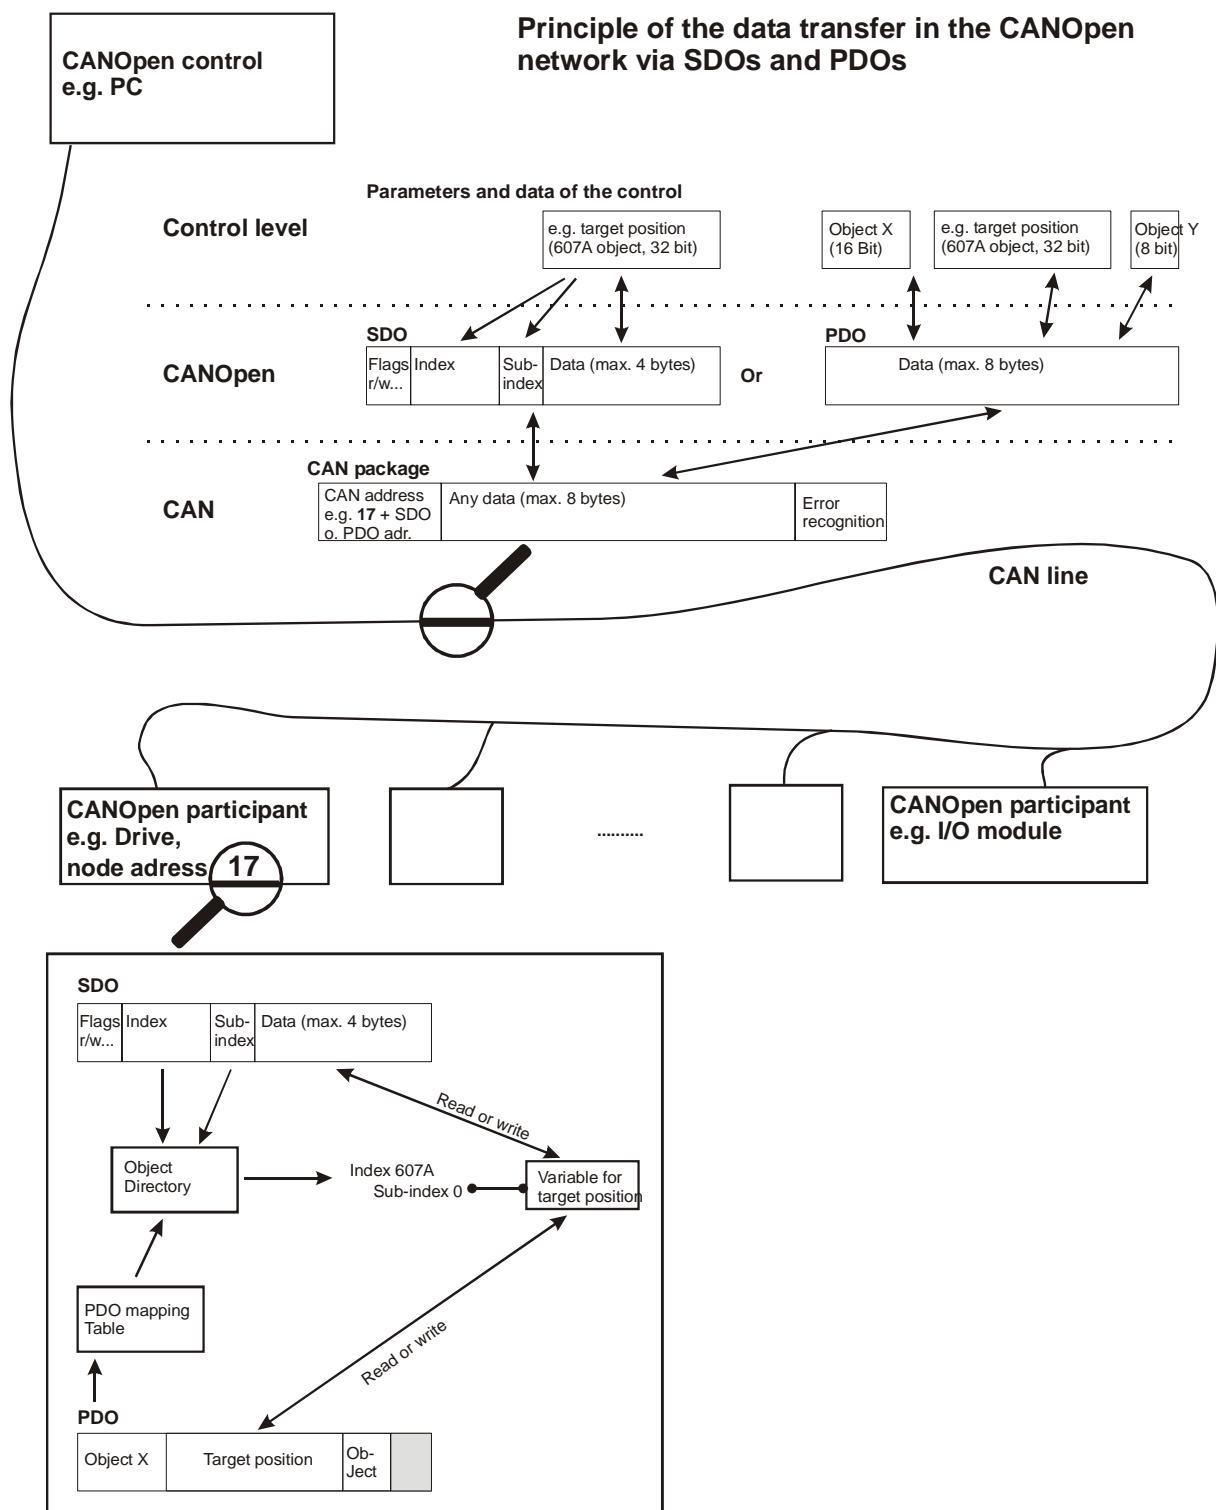 Principle of the data transfer in the CANOpen
network via SDOs and PDOs
CANOpen control
e.g. PC
Parameters and data of the control
Control level
e.g. target position
(607A object, 32 bit)
Object X
(16 Bit)
e.g. target position
(607A object, 32 bit)
Object Y
(8 bit)
SDO
PDO
CANOpen
Flags
r/w...
Index
Sub-
index
Data (max. 4 bytes)
Or
Data (max. 8 bytes)
CAN package
CAN
CAN address
e.g. 17 + SDO
o. PDO adr.
Any data (max. 8 bytes)
Error
recognition
CAN line
CANOpen participant
e.g. Drive,
node adress
17
..........
CANOpen participant
e.g. I/O module
SDO
Flags
r/w...
Index
Sub-
index
Data (max. 4 bytes)
Read or write
Object
Directory
Index 607A
Sub-index 0
Variable for
target position
PDO mapping
Table
Read or write
PDO
Object X
Target position
Ob-
Ject